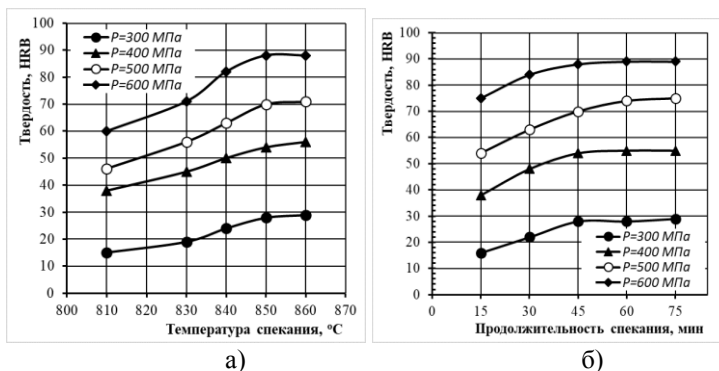 Твердость, HRB
100
90
80
70
60
50
40
30
20
10
0
P=300 МПа
P=400 МПа
P=500 МПа
P=600 МПа
800 810 820 830 840 850 860 870
Температура спекания, °C
а)
Твердость, HRB
100
90
80
70
60
50
40
30
20
10
0
P=300 МПа
P=400 МПа
P=500 МПа
P=600 МПа
0 15 30 45 60 75
Продолжительность спекания, мин
б)